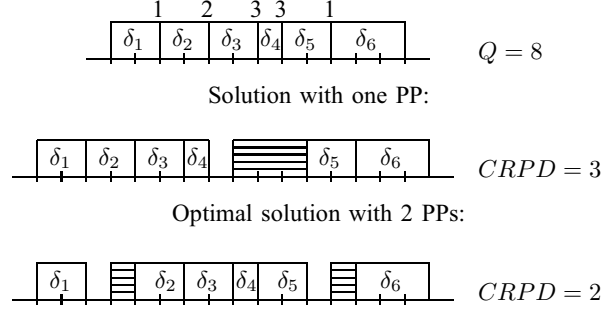 1 2 3 3 1
δ₁ δ₂ δ₃ δ₄ δ₅ δ₆ Q = 8
Solution with one PP:
δ₁ δ₂ δ₃ δ₄ δ₅ δ₆ CRPD = 3
Optimal solution with 2 PPs:
δ₁ δ₂ δ₃ δ₄ δ₅ δ₆ CRPD = 2